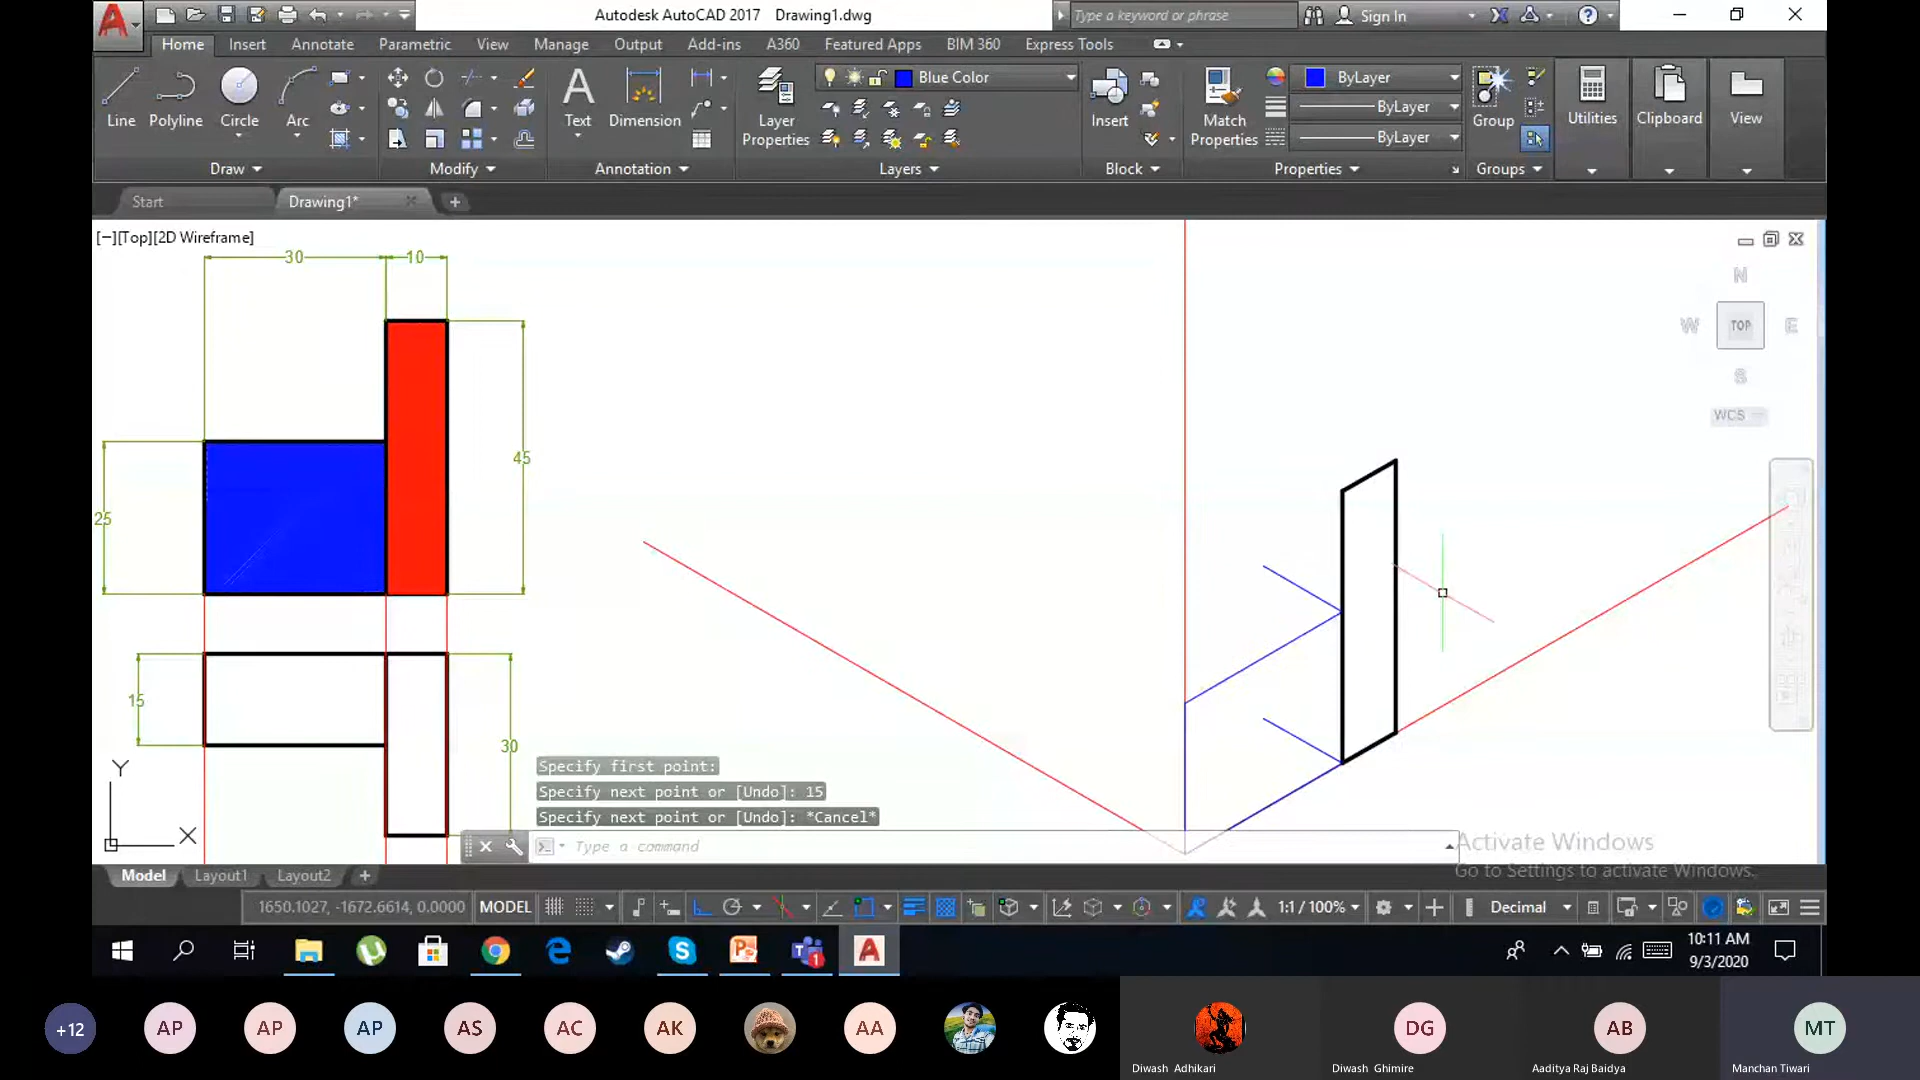 Autodesk AutoCAD 2017 Drawing1.dwg
Type a keyword or phrase
Sign In
Home Insert Annotate Parametric View Manage Output Add-ins A360 Featured Apps BIM 360 Express Tools
Line Polyline Circle Arc
Text Dimension
Layer Properties
Blue Color
Insert
Match Properties
ByLayer
ByLayer
ByLayer
Group
Utilities
Clipboard
View
Draw Modify Annotation Layers Block Properties Groups
Start Drawing1*
[−][Top][2D Wireframe]
30 10
45
25
15
30
Y
X
N
W TOP E
S
WCS
Specify first point:
Specify next point or [Undo]: 15
Specify next point or [Undo]: *Cancel*
Type a command
Activate Windows
Go to Settings to activate Windows.
Model Layout1 Layout2
1650.1027, -1672.6614, 0.0000 MODEL 1:1 / 100% Decimal
10:11 AM
9/3/2020
1
+12 AP AP AP AS AC AK AA DG AB MT
Diwash Adhikari Diwash Ghimire Aaditya Raj Baidya Manchan Tiwari